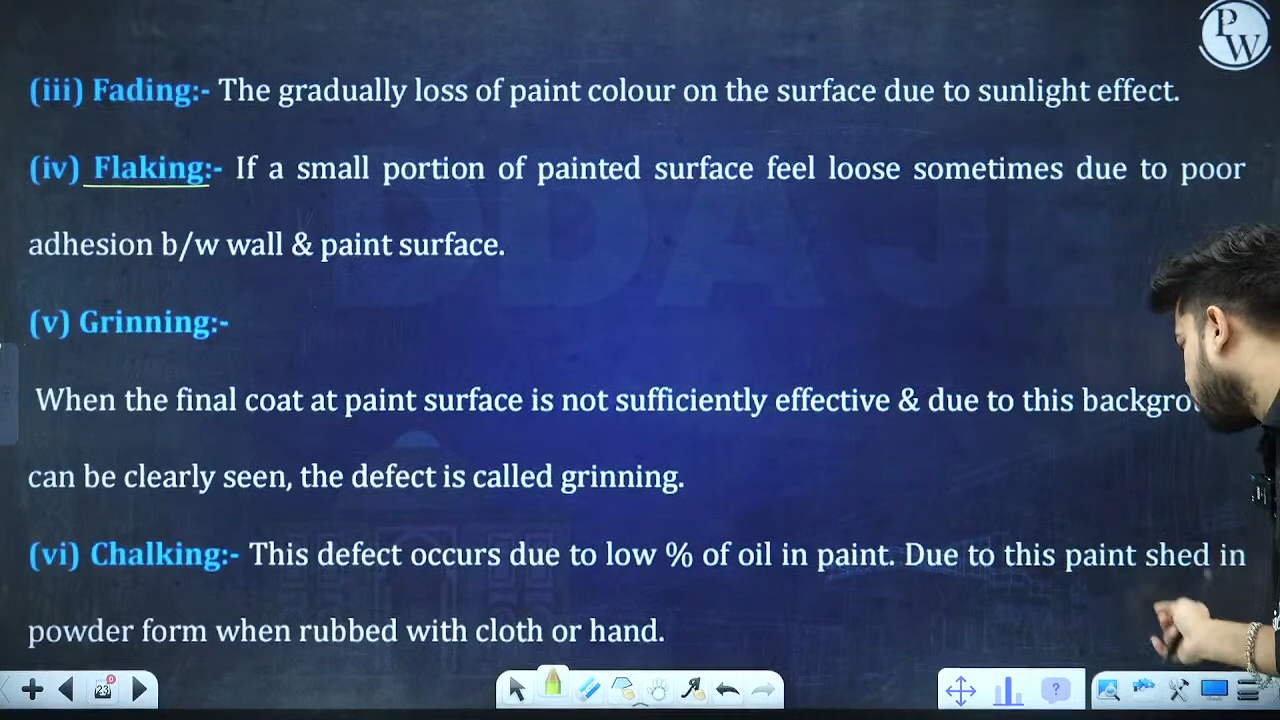 PW
(iii) Fading:- The gradually loss of paint colour on the surface due to sunlight effect.
(iv) Flaking:- If a small portion of painted surface feel loose sometimes due to poor
adhesion b/w wall & paint surface.
(v) Grinning:-
When the final coat at paint surface is not sufficiently effective & due to this
can be clearly seen, the defect is called grinning.
(vi) Chalking:- This defect occurs due to low % of oil in paint. Due to this paint shed in
powder form when rubbed with cloth or hand.
23